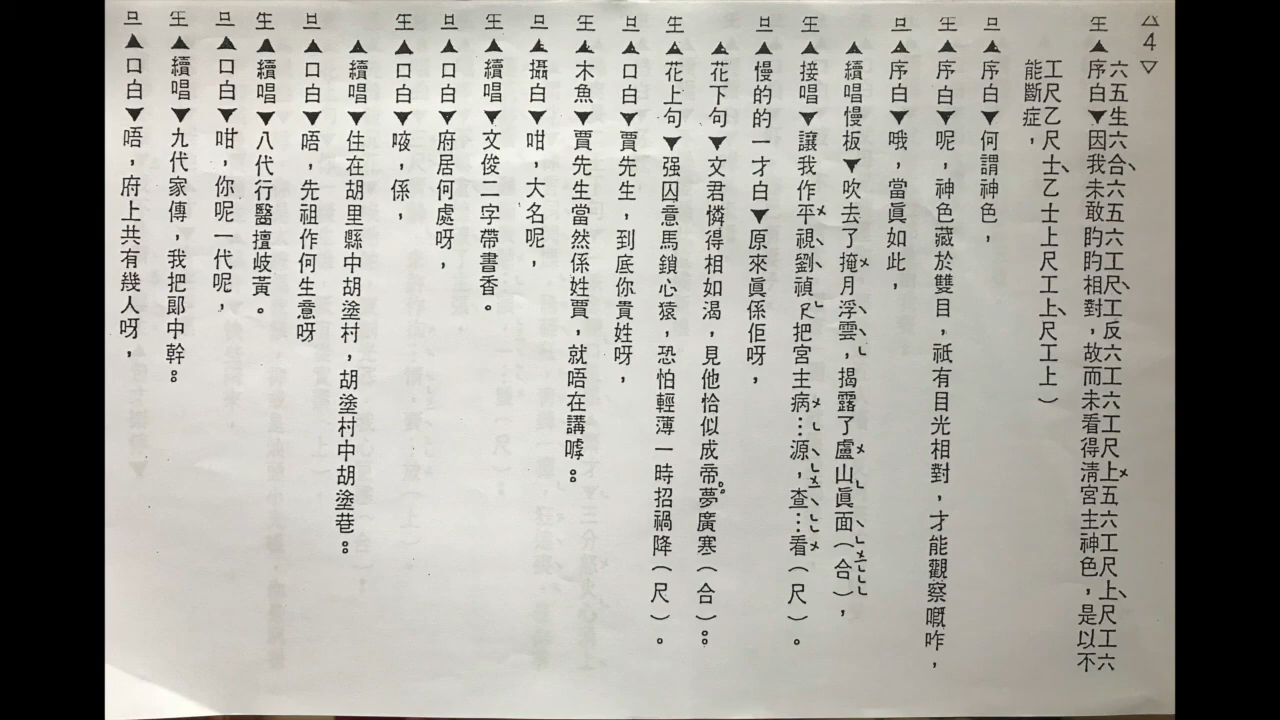 4
六五生六合六五六工尺工反六工六工尺上五六工尺上尺工六
生▲序白▼因我未敢盻盻相對，故而未看得清宮主神色，是以不
工尺乙尺士乙士上尺工上尺工上）
能斷症，
旦▲序白▼何謂神色，
生▲序白▼呢，神色藏於雙目，祇有目光相對，才能觀察嘅咋，
旦▲序白▼哦，當眞如此，
生▲續唱慢板▼吹去了掩月浮雲，揭露了盧山眞面（合），
生▲接唱▼讓我作平視劉禎尺把宮主病…源，查…看（尺）。
旦▲慢的的一才白▼原來眞係佢呀，
▲花下句▼文君憐得相如渴，見他恰似成帝夢廣寒（合）。
生▲花上句▼强囚意馬鎖心猿，恐怕輕薄一時招禍降（尺）。
旦▲口白▼賈先生，到底你貴姓呀，
生▲木魚▼賈先生當然係姓賈，就唔在講嘑。
旦▲攝白▼咁，大名呢，
生▲續唱▼文俊二字帶書香。
旦▲口白▼府居何處呀，
生▲口白▼吱，係，
▲續唱▼住在胡里縣中胡塗村，胡塗村中胡塗巷。
旦▲口白▼唔，先祖作何生意呀
生▲續唱▼八代行醫擅歧黃。
旦▲口白▼咁，你呢一代呢，
生▲續唱▼九代家傳，我把郞中幹。
旦▲口白▼唔，府上共有幾人呀，